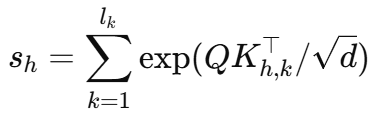 $s_h = \sum_{k=1}^{l_k} \exp(QK_{h,k}^{\top}/\sqrt{d})$